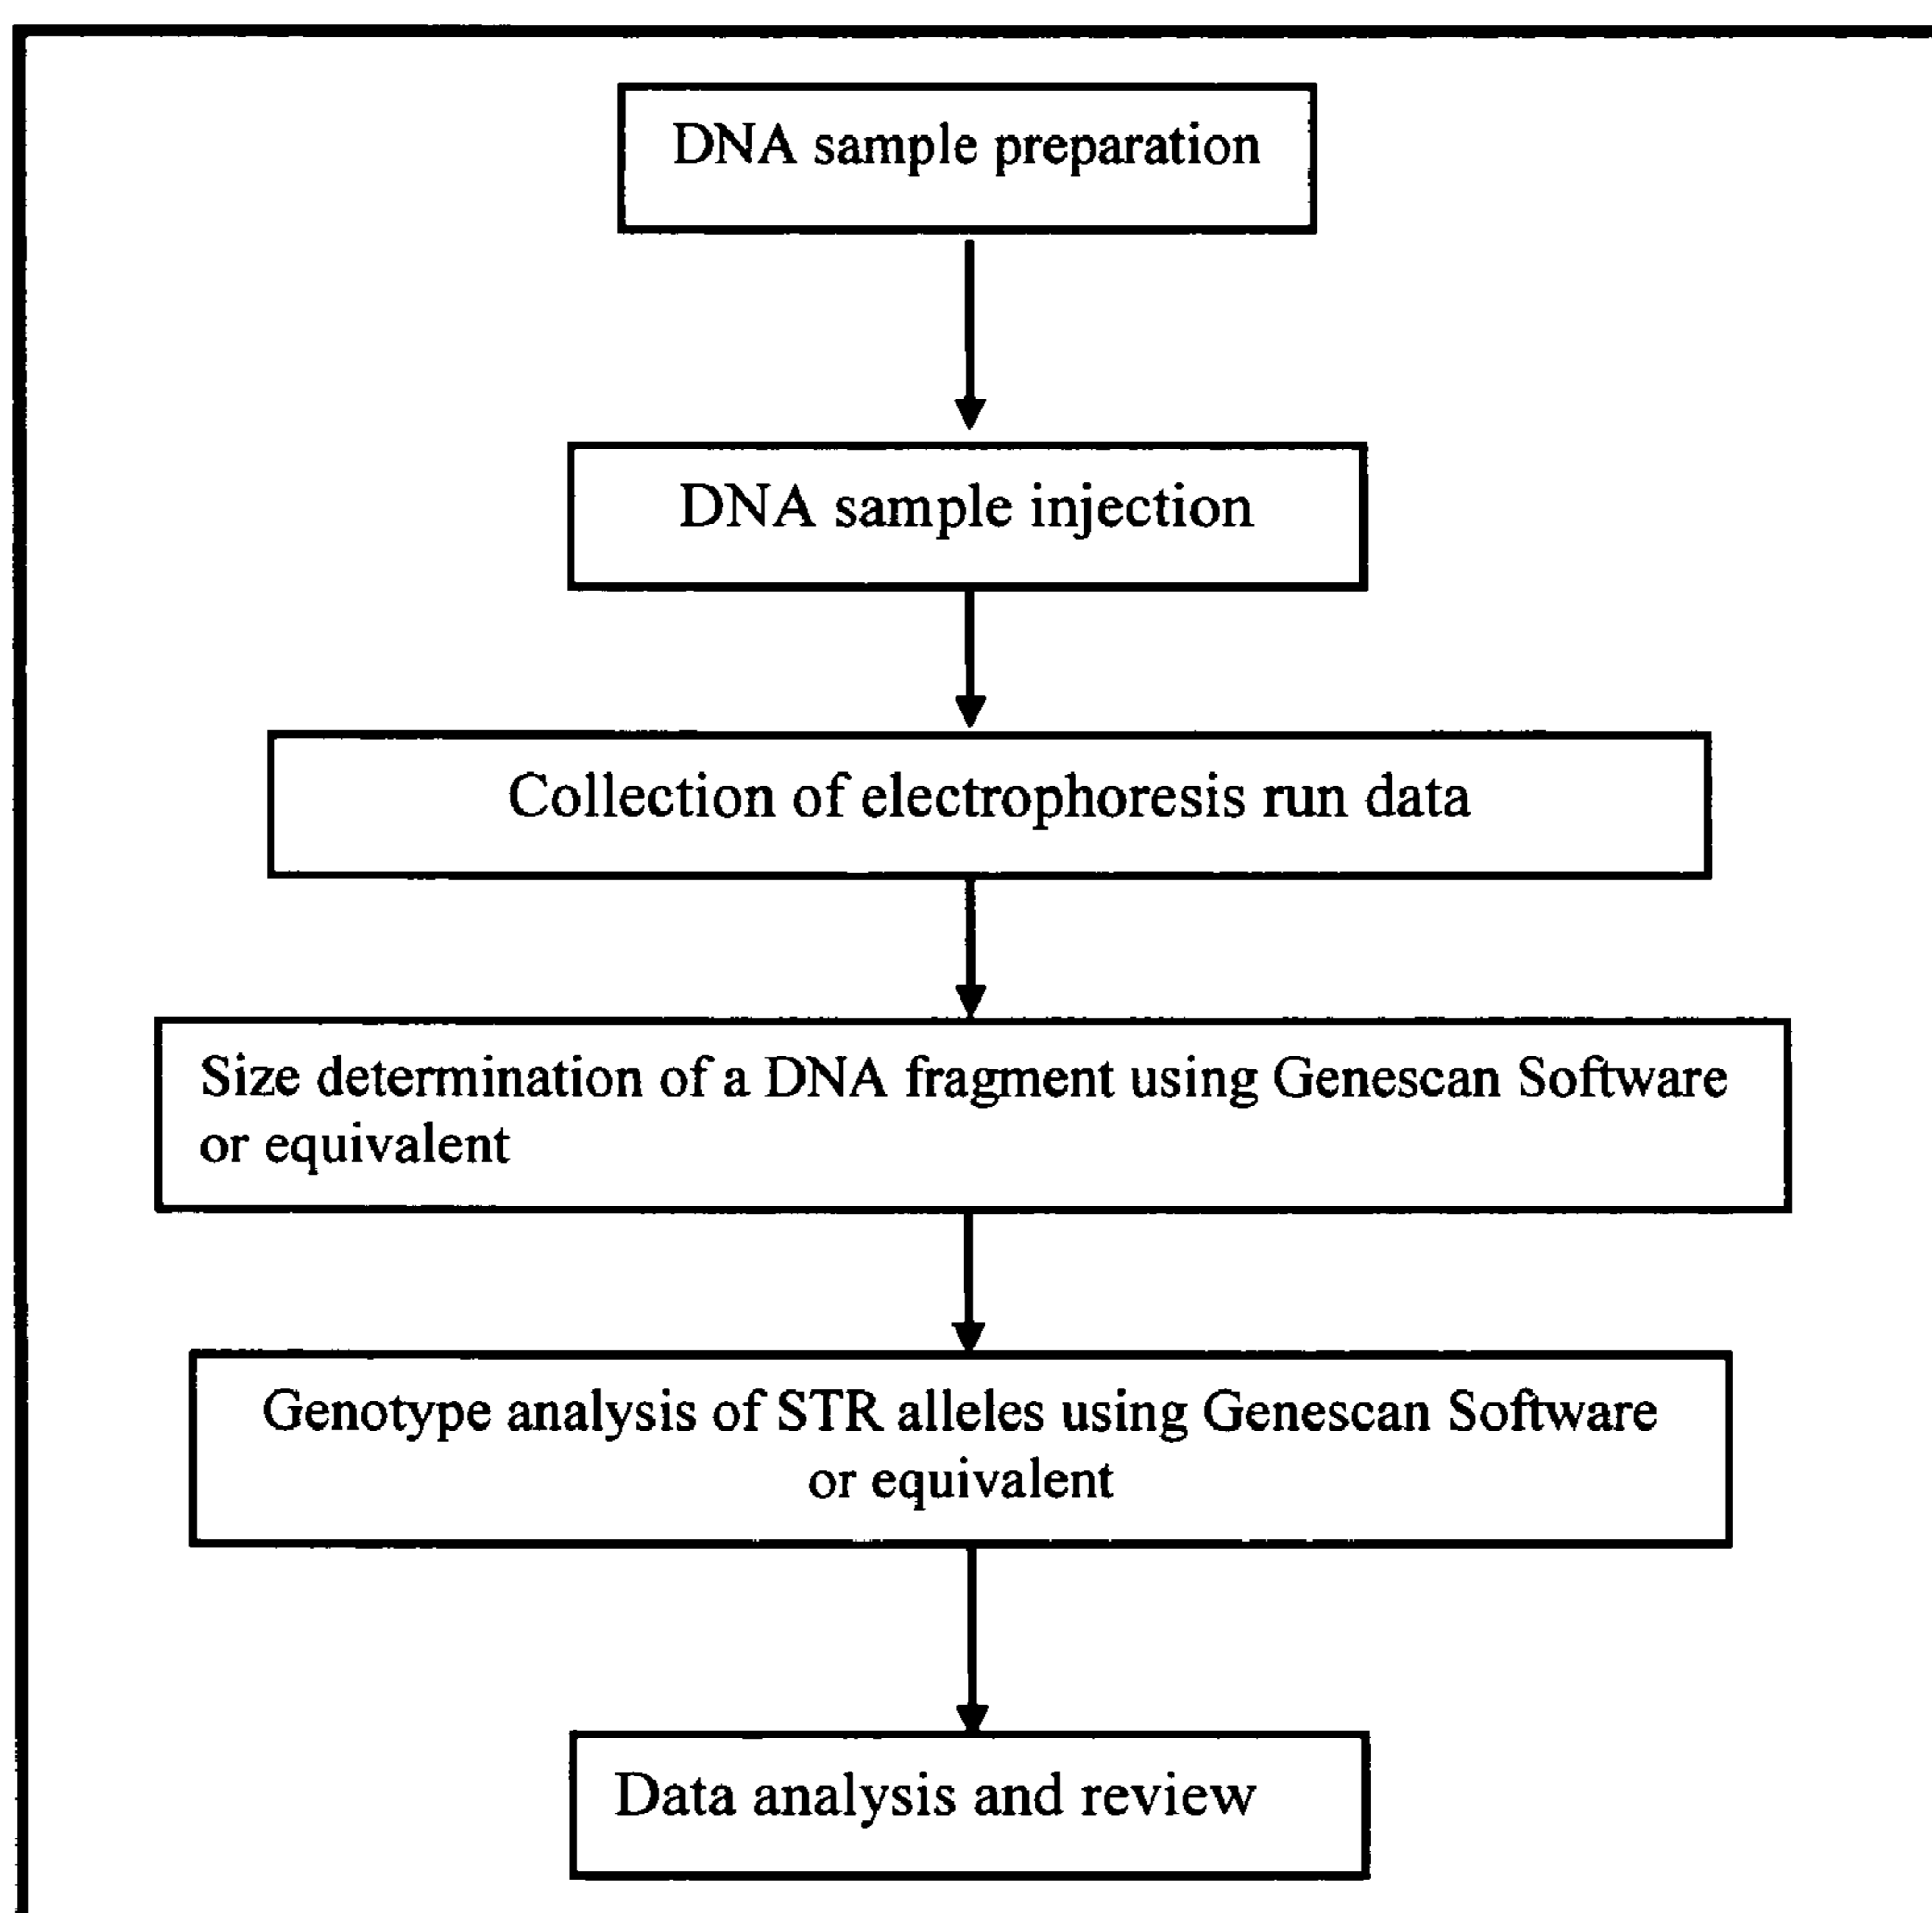 DNA sample preparation
DNA sample injection
Collection of electrophoresis run data
Size determination of a DNA fragment using Genescan Software
or equivalent
Genotype analysis of STR alleles using Genescan Software
or equivalent
Data analysis and review